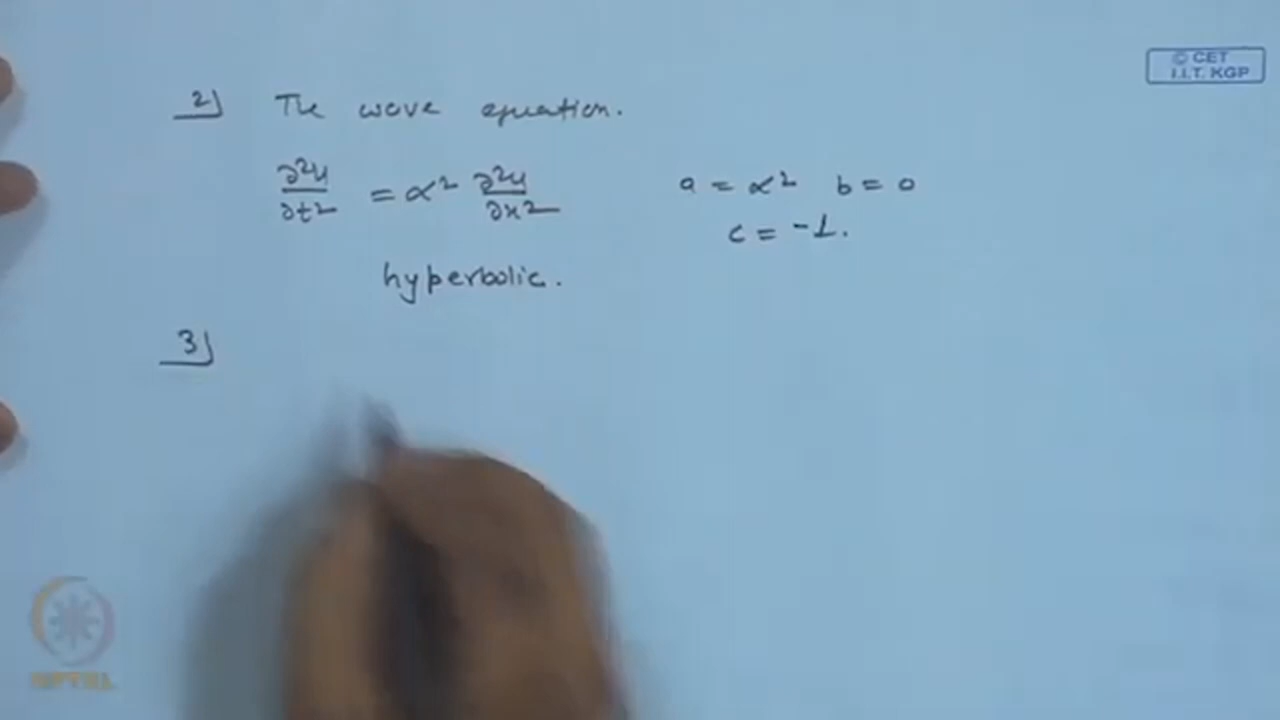 © CET
I.I.T. KGP
2) The wave equation.
∂²u/∂t² = α² ∂²u/∂x² a = α² b = 0
c = -1.
hyperbolic.
3)
NPTEL